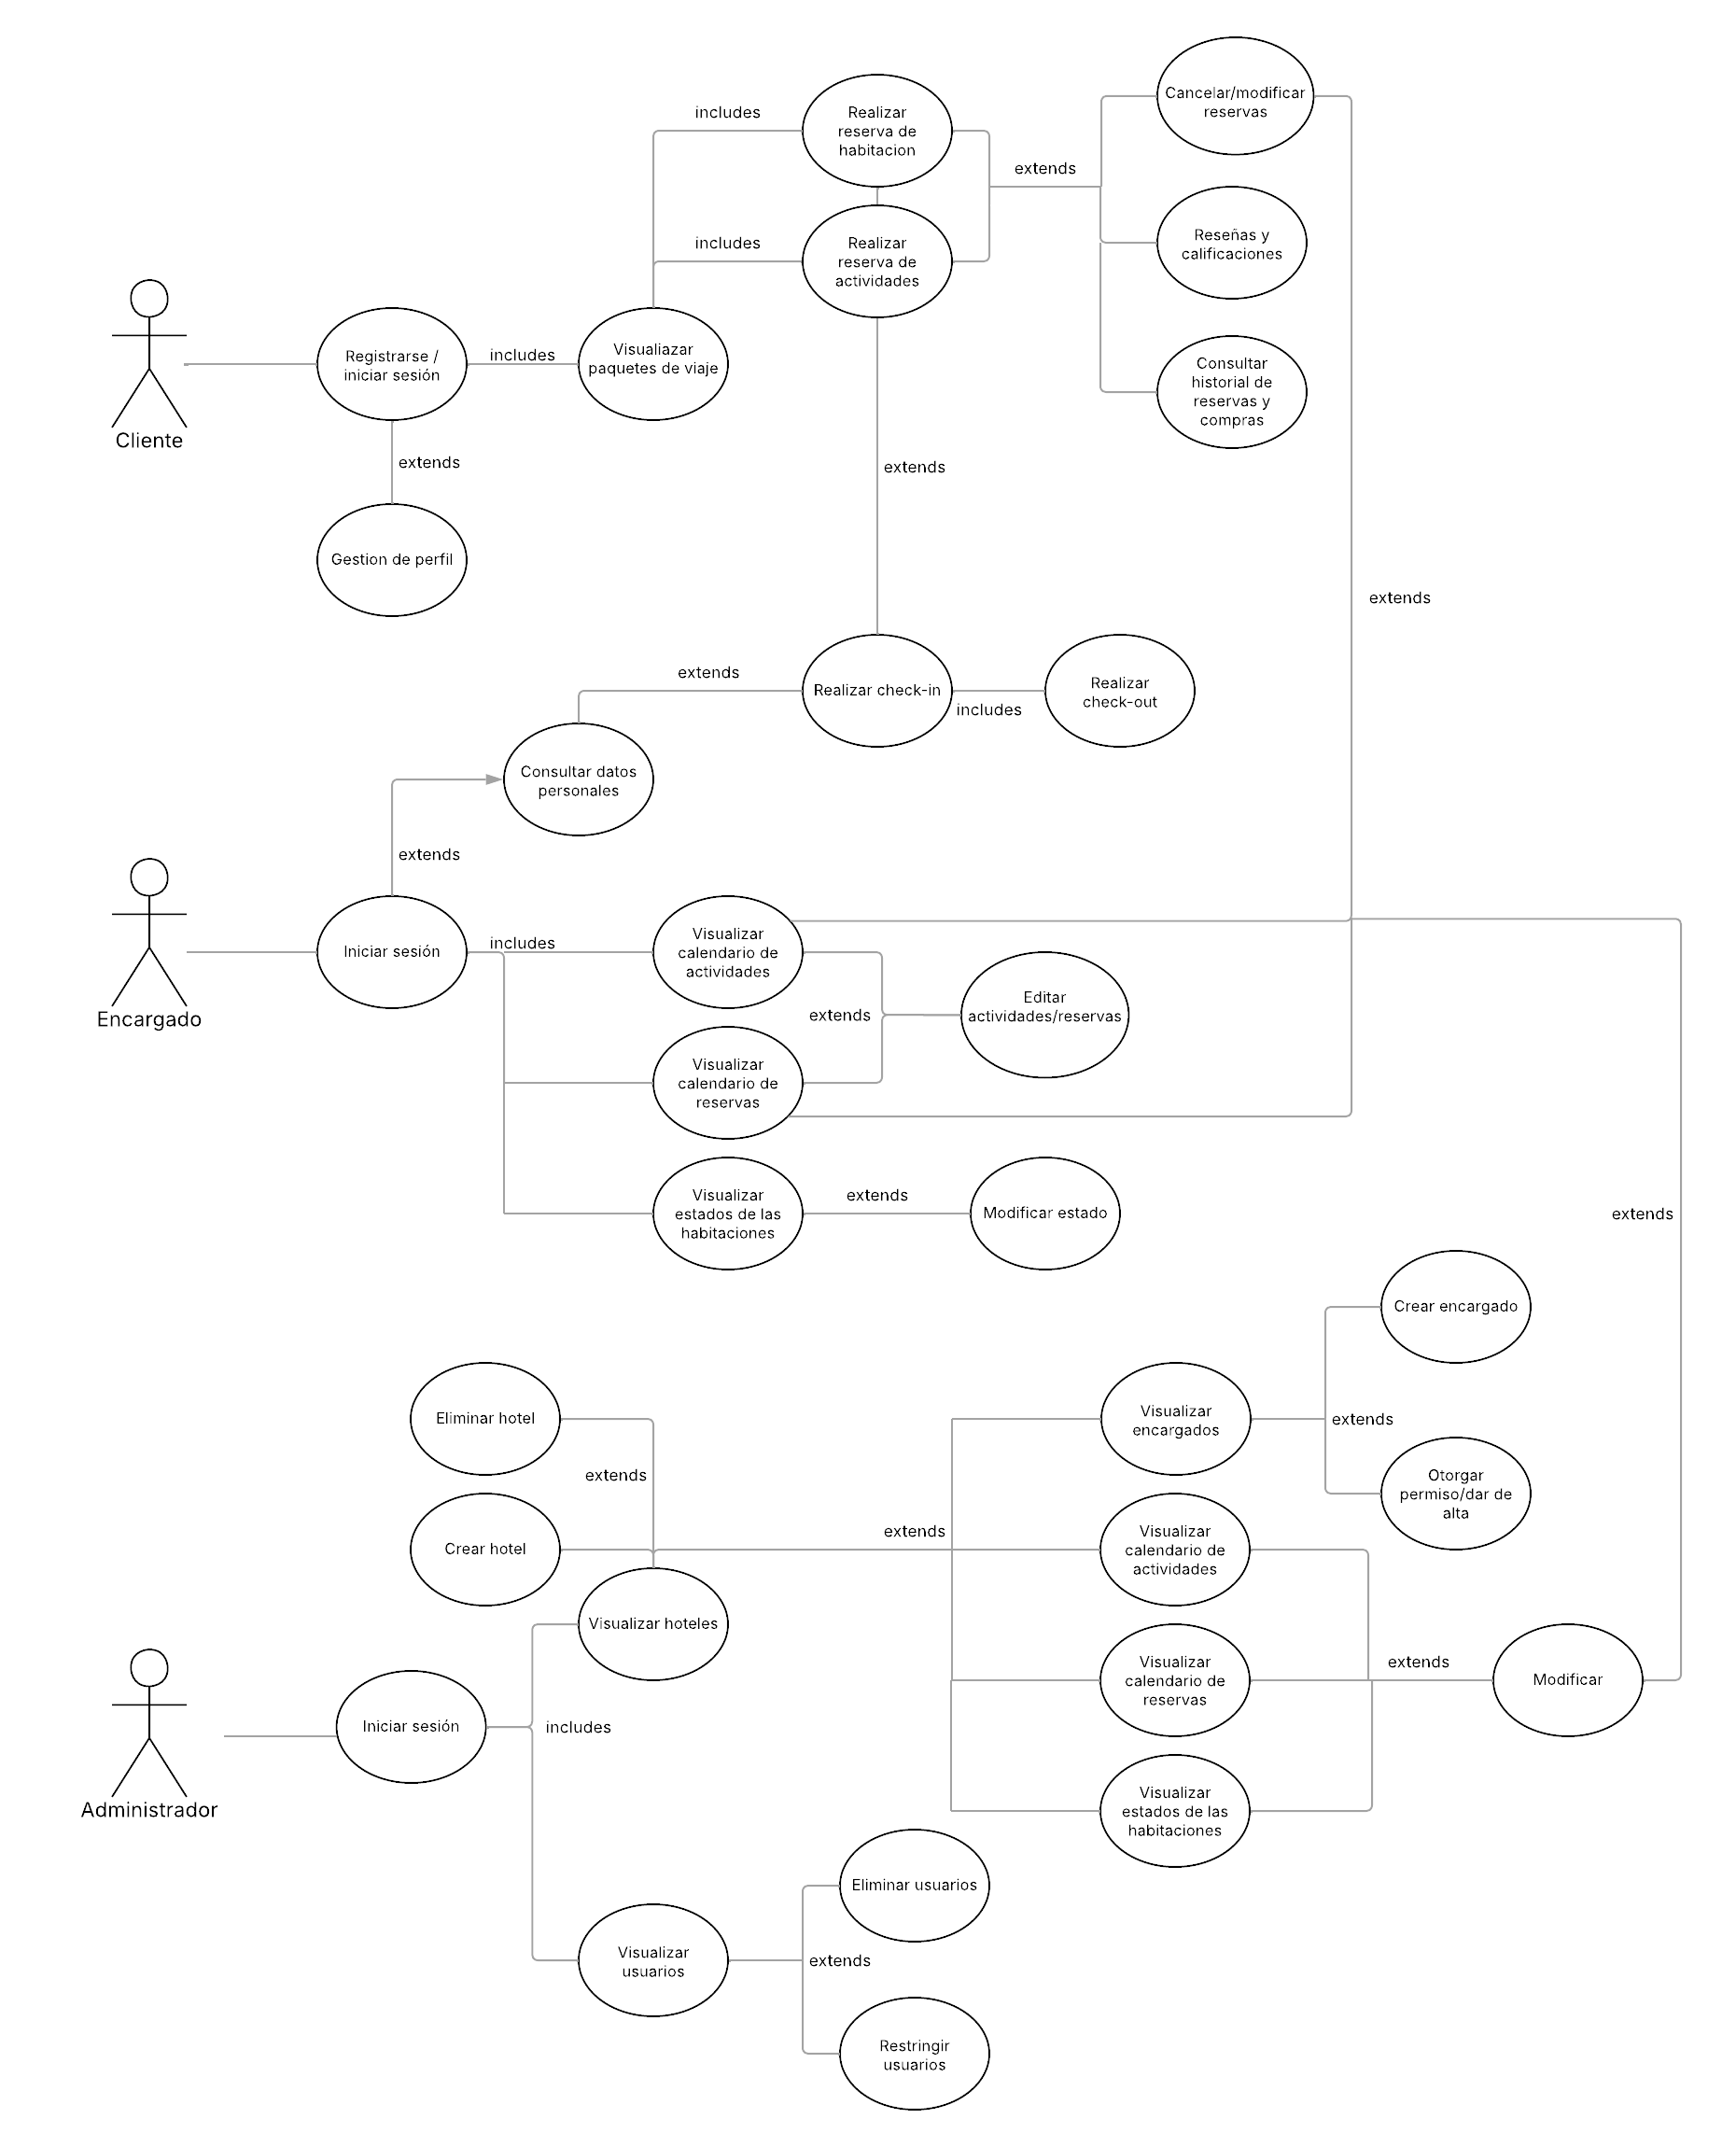 Cancelar/modificar
reservas
includes
Realizar
reserva de
habitacion
extends
includes
Realizar
reserva de
actividades
Reseñas y
calificaciones
Registrarse /
iniciar sesión
includes
Visualiazar
paquetes de viaje
Consultar
historial de
reservas y
compras
Cliente
extends
extends
Gestion de perfil
extends
extends
Realizar check-in
includes
Realizar
check-out
Consultar datos
personales
extends
Iniciar sesión
includes
Visualizar
calendario de
actividades
Encargado
extends
Editar
actividades/reservas
Visualizar
calendario de
reservas
Visualizar
estados de las
habitaciones
extends
Modificar estado
extends
Crear encargado
Eliminar hotel
Visualizar
encargados
extends
extends
Otorgar
permiso/dar de
alta
Crear hotel
extends
Visualizar
calendario de
actividades
Visualizar hoteles
Visualizar
calendario de
reservas
extends
Modificar
Iniciar sesión
includes
Administrador
Visualizar
estados de las
habitaciones
Eliminar usuarios
Visualizar
usuarios
extends
Restringir
usuarios